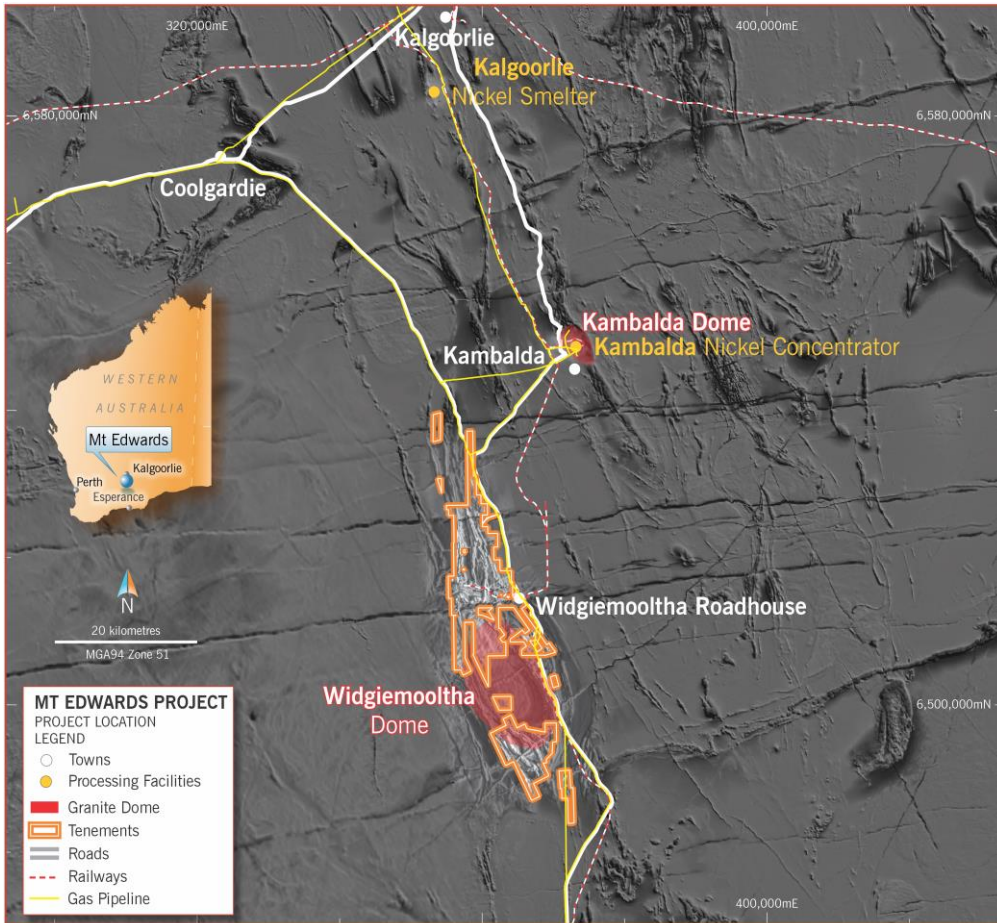 320,000mE
400,000mE
Kalgoorlie
Kalgoorlie
Nickel Smelter
6,580,000mN
6,580,000mN
Coolgardie
Kambalda Dome
Kambalda Nickel Concentrator
Kambalda
WESTERN
AUSTRALIA
Mt Edwards
Kalgoorlie
Perth
Esperance
N
20 kilometres
MGA94 Zone 51
Widgiemooltha Roadhouse
Widgiemooltha
Dome
6,500,000mN
MT EDWARDS PROJECT
PROJECT LOCATION
LEGEND
Towns
Processing Facilities
Granite Dome
Tenements
Roads
Railways
Gas Pipeline
400,000mE